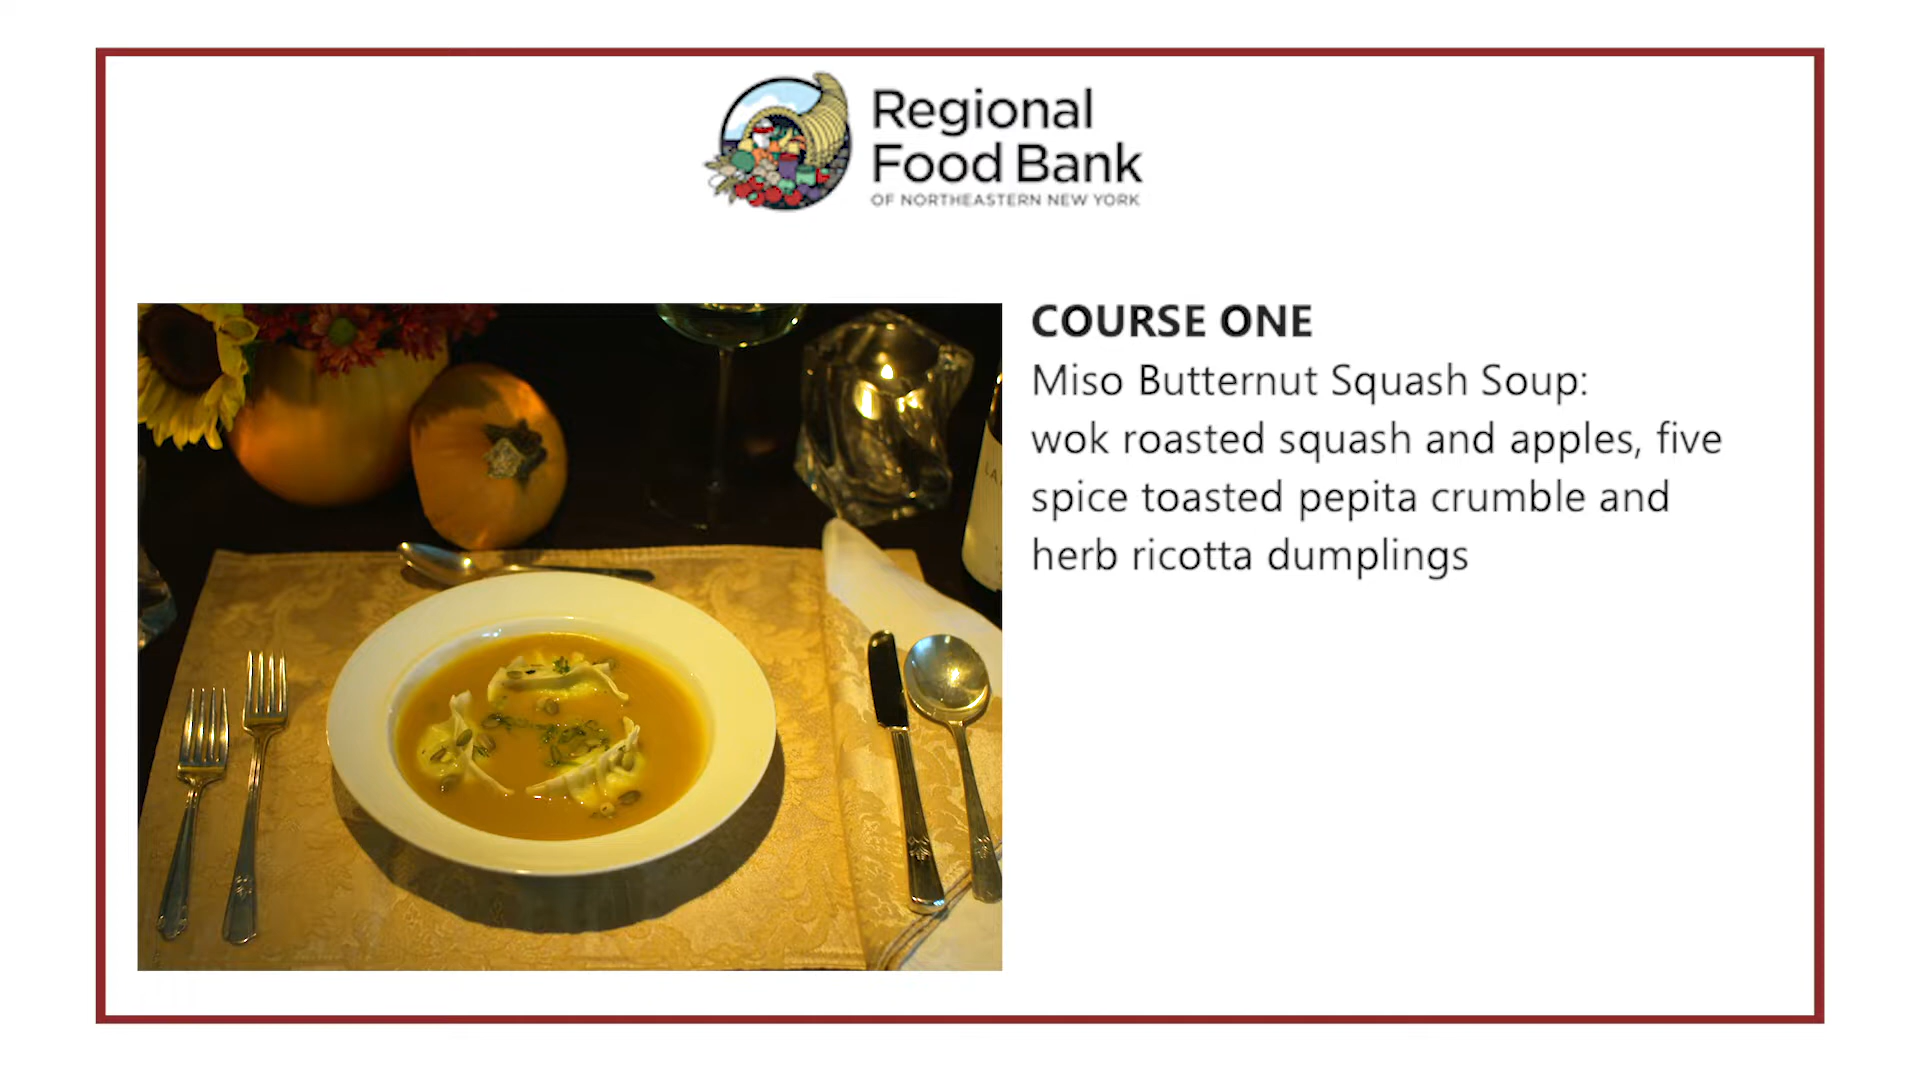 Regional
Food Bank
OF NORTHEASTERN NEW YORK
COURSE ONE
Miso Butternut Squash Soup:
wok roasted squash and apples, five
spice toasted pepita crumble and
herb ricotta dumplings